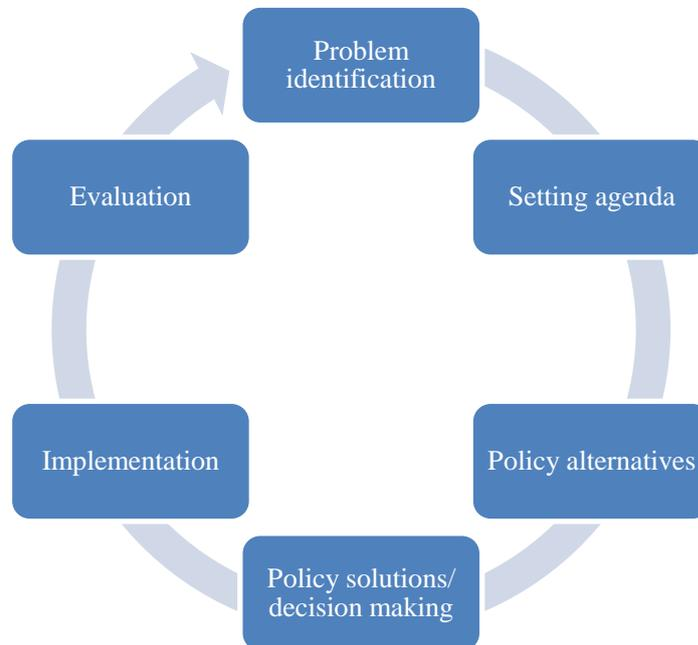 Problem
identification
Setting agenda
Policy alternatives
Policy solutions/
decision making
Implementation
Evaluation